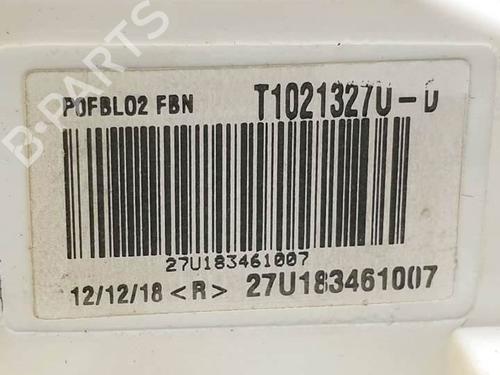 P0FBL02 FBN T1021327U-D
27U183461007
12/12/18 <R> 27U183461007
B-PARTS